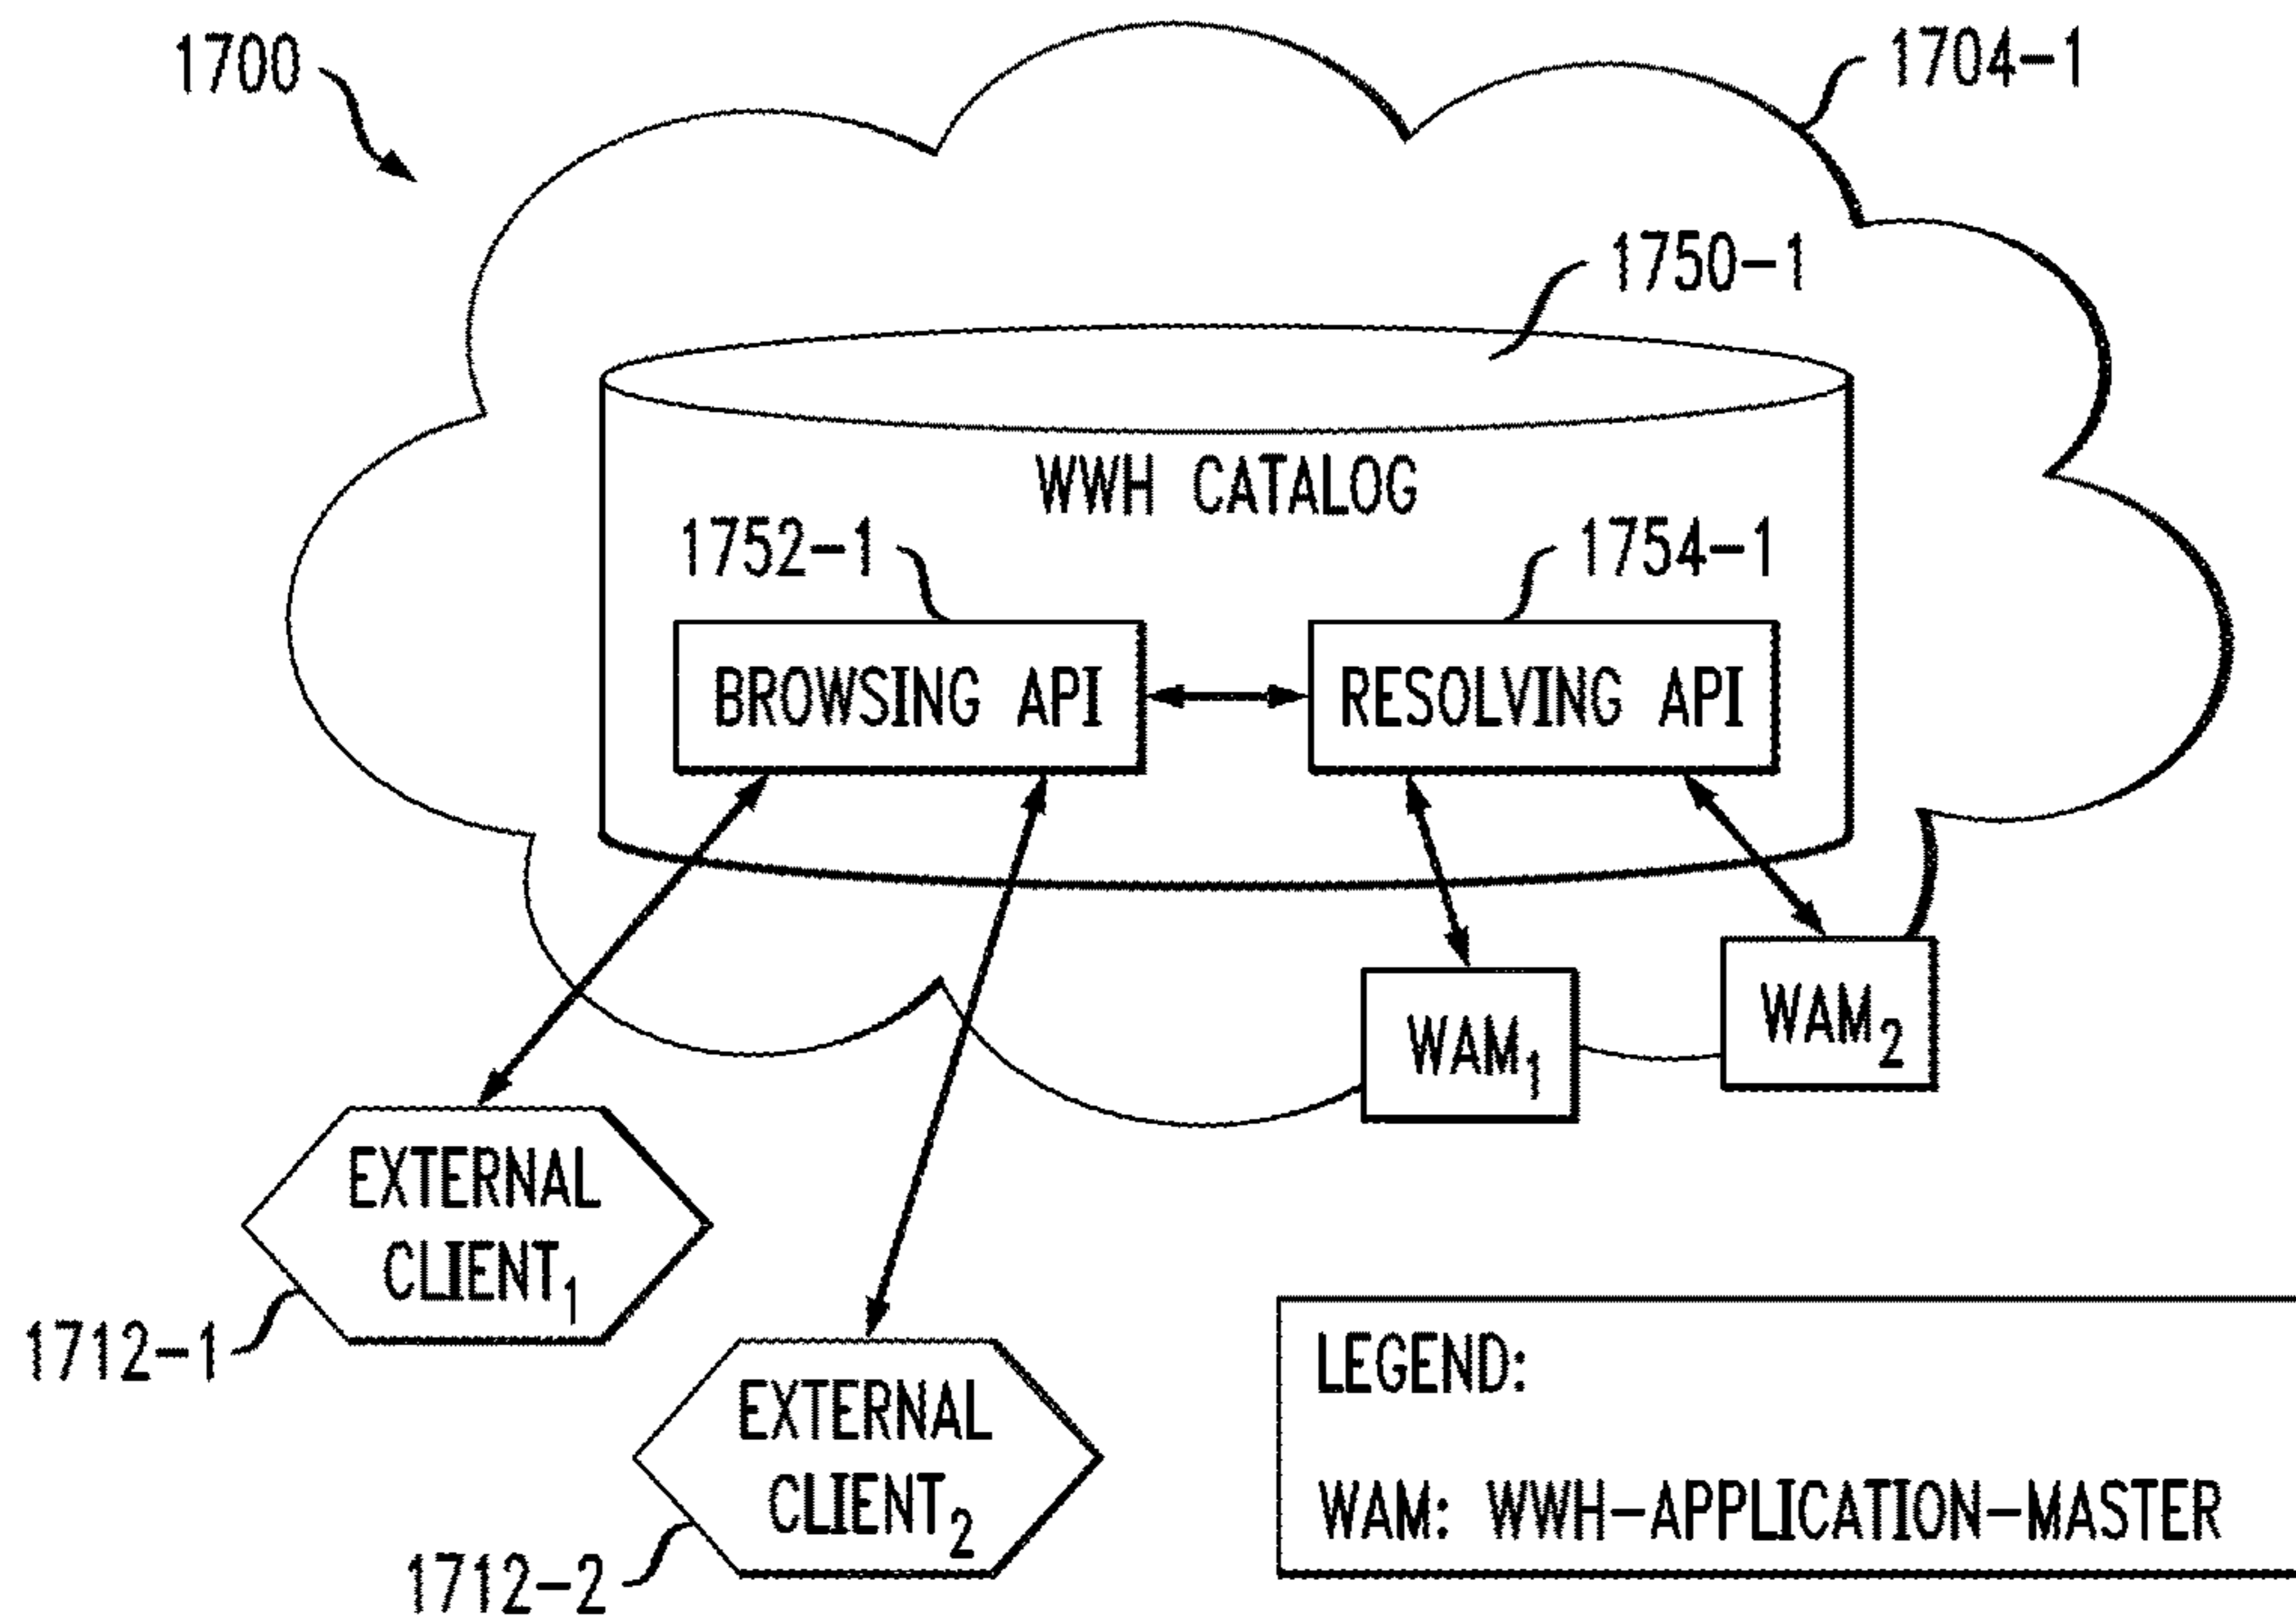 1700
1704-1
1750-1
WWH CATALOG
1752-1
1754-1
BROWSING API
RESOLVING API
WAM1
WAM2
EXTERNAL
CLIENT1
1712-1
EXTERNAL
CLIENT2
1712-2
LEGEND:
WAM: WWH-APPLICATION-MASTER